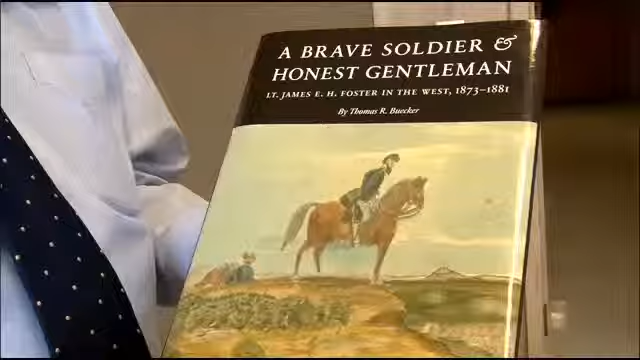 A BRAVE SOLDIER &
HONEST GENTLEMAN
LT. JAMES E. H. FOSTER IN THE WEST, 1873–1881
By Thomas R. Buecker